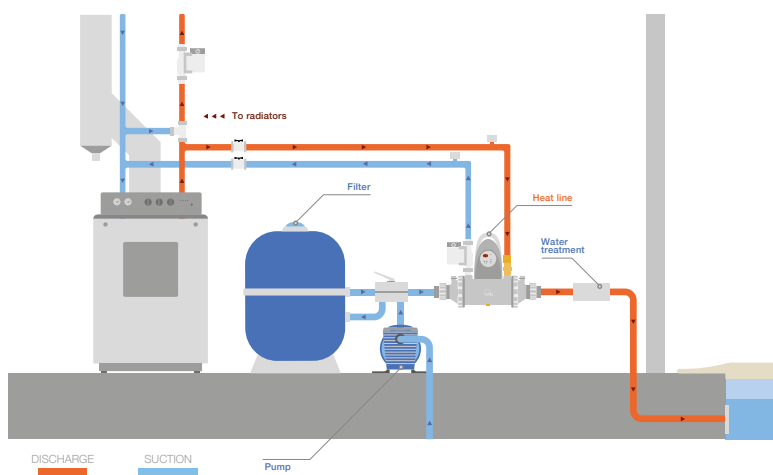 ◄ ◄ ◄ To radiators
Filter
Heat line
Water
treatment
DISCHARGE
SUCTION
Pump